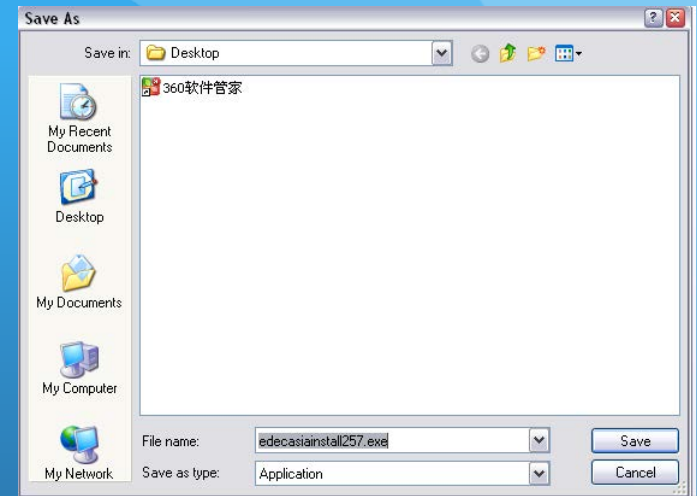 Save As
Save in:
Desktop
360软件管家
My Recent
Documents
Desktop
My Documents
My Computer
My Network
File name:
edecasiainstall257.exe
Save
Save as type:
Application
Cancel